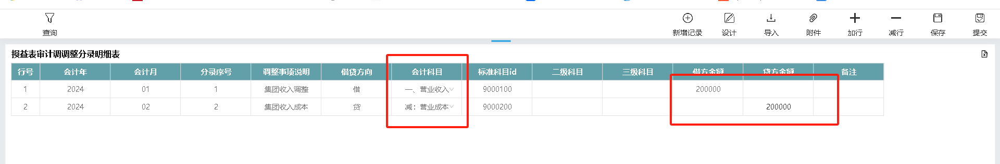 查询 新增记录 设计 导入 附件 加行 减行 保存 提交
损益表审计调调整分录明细表
行号 会计年 会计月 分录序号 调整事项说明 借贷方向 会计科目 标准科目id 二级科目 三级科目 借方金额 贷方金额 备注
1 2024 01 1 集团收入调整 借 一、营业收入 9000100 200000
2 2024 02 2 集团收入成本 贷 减：营业成本 9000200 200000